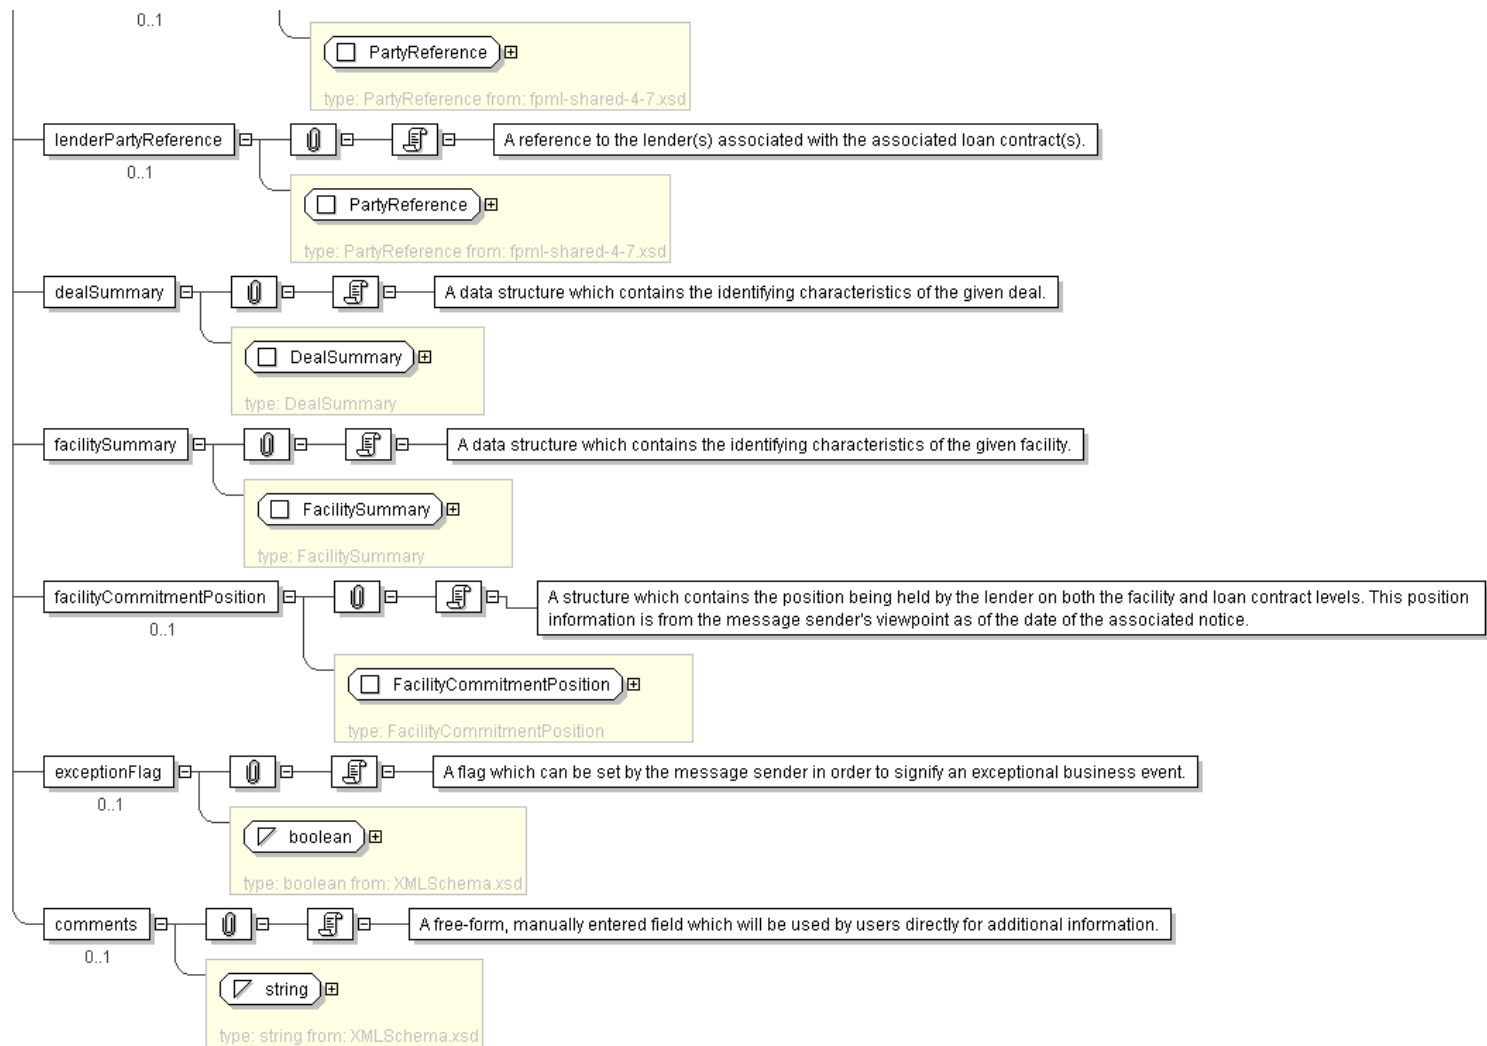 0..1
PartyReference
type: PartyReference from: fpml-shared-4-7.xsd
lenderPartyReference
A reference to the lender(s) associated with the associated loan contract(s).
0..1
PartyReference
type: PartyReference from: fpml-shared-4-7.xsd
dealSummary
A data structure which contains the identifying characteristics of the given deal.
DealSummary
type: DealSummary
facilitySummary
A data structure which contains the identifying characteristics of the given facility.
FacilitySummary
type: FacilitySummary
facilityCommitmentPosition
A structure which contains the position being held by the lender on both the facility and loan contract levels. This position
information is from the message sender's viewpoint as of the date of the associated notice.
0..1
FacilityCommitmentPosition
type: FacilityCommitmentPosition
exceptionFlag
A flag which can be set by the message sender in order to signify an exceptional business event.
0..1
boolean
type: boolean from: XMLSchema.xsd
comments
A free-form, manually entered field which will be used by users directly for additional information.
0..1
string
type: string from: XMLSchema.xsd